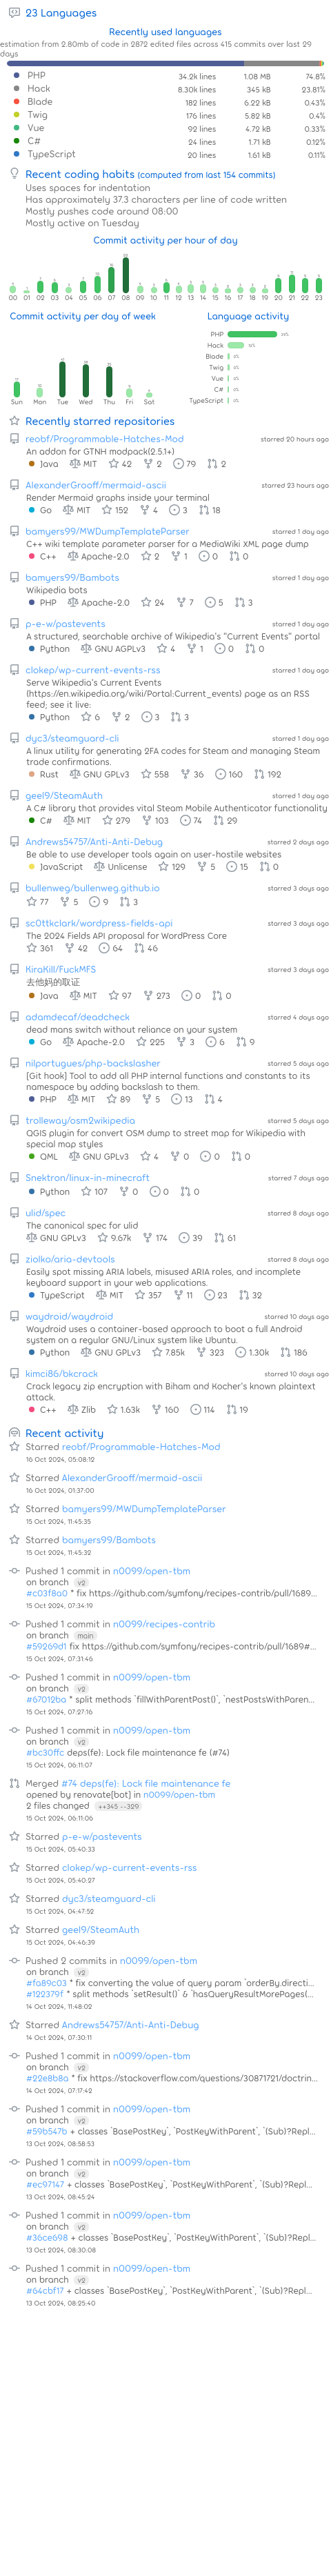 23 Languages
Recently used languages
estimation from 2.80mb of code in 2872 edited files across 415 commits over last 29
days
PHP 34.2k lines 1.08 MB 74.8%
Hack 8.30k lines 345 kB 23.81%
Blade 182 lines 6.22 kB 0.43%
Twig 176 lines 5.82 kB 0.4%
Vue 92 lines 4.72 kB 0.33%
C# 24 lines 1.71 kB 0.12%
TypeScript 20 lines 1.61 kB 0.11%
Recent coding habits (computed from last 154 commits)
Uses spaces for indentation
Has approximately 37.3 characters per line of code written
Mostly pushes code around 08:00
Mostly active on Tuesday
Commit activity per hour of day
00 01 02 03 04 05 06 07 08 09 10 11 12 13 14 15 16 17 18 19 20 21 22 23
Commit activity per day of week
Sun Mon Tue Wed Thu Fri Sat
Language activity
PHP
Hack
Blade 0%
Twig 0%
Vue 0%
C# 0%
TypeScript 0%
Recently starred repositories
reobf/Programmable-Hatches-Mod starred 20 hours ago
An addon for GTNH modpack(2.5.1+)
Java MIT 42 2 79 2
AlexanderGrooff/mermaid-ascii starred 23 hours ago
Render Mermaid graphs inside your terminal
Go MIT 152 4 3 18
bamyers99/MWDumpTemplateParser starred 1 day ago
C++ wiki template parameter parser for a MediaWiki XML page dump
C++ Apache-2.0 2 1 0 0
bamyers99/Bambots starred 1 day ago
Wikipedia bots
PHP Apache-2.0 24 7 5 3
p-e-w/pastevents starred 1 day ago
A structured, searchable archive of Wikipedia's "Current Events" portal
Python GNU AGPLv3 4 1 0 0
clokep/wp-current-events-rss starred 1 day ago
Serve Wikipedia's Current Events
(https://en.wikipedia.org/wiki/Portal:Current_events) page as an RSS
feed; see it live:
Python 6 2 3 3
dyc3/steamguard-cli starred 1 day ago
A linux utility for generating 2FA codes for Steam and managing Steam
trade confirmations.
Rust GNU GPLv3 558 36 160 192
geel9/SteamAuth starred 1 day ago
A C# library that provides vital Steam Mobile Authenticator functionality
C# MIT 279 103 74 29
Andrews54757/Anti-Anti-Debug starred 2 days ago
Be able to use developer tools again on user-hostile websites
JavaScript Unlicense 129 5 15 0
bullenweg/bullenweg.github.io starred 3 days ago
77 5 9 3
sc0ttkclark/wordpress-fields-api starred 3 days ago
The 2024 Fields API proposal for WordPress Core
361 42 64 46
KiraKill/FuckMFS starred 3 days ago
去他妈的取证
Java MIT 97 273 0 0
adamdecaf/deadcheck starred 4 days ago
dead mans switch without reliance on your system
Go Apache-2.0 225 3 6 9
nilportugues/php-backslasher starred 5 days ago
[Git hook] Tool to add all PHP internal functions and constants to its
namespace by adding backslash to them.
PHP MIT 89 5 13 4
trolleway/osm2wikipedia starred 5 days ago
QGIS plugin for convert OSM dump to street map for Wikipedia with
special map styles
QML GNU GPLv3 4 0 0 0
Snektron/linux-in-minecraft starred 7 days ago
Python 107 0 0 0
ulid/spec starred 8 days ago
The canonical spec for ulid
GNU GPLv3 9.67k 174 39 61
ziolko/aria-devtools starred 8 days ago
Easily spot missing ARIA labels, misused ARIA roles, and incomplete
keyboard support in your web applications.
TypeScript MIT 357 11 23 32
waydroid/waydroid starred 10 days ago
Waydroid uses a container-based approach to boot a full Android
system on a regular GNU/Linux system like Ubuntu.
Python GNU GPLv3 7.85k 323 1.30k 186
kimci86/bkcrack starred 10 days ago
Crack legacy zip encryption with Biham and Kocher's known plaintext
attack.
C++ Zlib 1.63k 160 114 19
Recent activity
Starred reobf/Programmable-Hatches-Mod
16 Oct 2024, 05:08:12
Starred AlexanderGrooff/mermaid-ascii
16 Oct 2024, 01:37:00
Starred bamyers99/MWDumpTemplateParser
15 Oct 2024, 11:45:35
Starred bamyers99/Bambots
15 Oct 2024, 11:45:32
Pushed 1 commit in n0099/open-tbm
on branch v2
#c03f8a0 * fix https://github.com/symfony/recipes-contrib/pull/1689...
15 Oct 2024, 07:34:19
Pushed 1 commit in n0099/recipes-contrib
on branch main
#59269d1 fix https://github.com/symfony/recipes-contrib/pull/1689#...
15 Oct 2024, 07:31:46
Pushed 1 commit in n0099/open-tbm
on branch v2
#67012ba * split methods `fillWithParentPost()`, `nestPostsWithParen...
15 Oct 2024, 07:27:16
Pushed 1 commit in n0099/open-tbm
on branch v2
#bc30ffc deps(fe): Lock file maintenance fe (#74)
15 Oct 2024, 06:11:07
Merged #74 deps(fe): Lock file maintenance fe
opened by renovate[bot] in n0099/open-tbm
2 files changed ++345 --329
15 Oct 2024, 06:11:06
Starred p-e-w/pastevents
15 Oct 2024, 05:40:33
Starred clokep/wp-current-events-rss
15 Oct 2024, 05:40:27
Starred dyc3/steamguard-cli
15 Oct 2024, 04:47:52
Starred geel9/SteamAuth
15 Oct 2024, 04:46:39
Pushed 2 commits in n0099/open-tbm
on branch v2
#fa89c03 * fix converting the value of query param `orderBy.directi...
#122379f * split methods `setResult()` & `hasQueryResultMorePages(...
14 Oct 2024, 11:48:02
Starred Andrews54757/Anti-Anti-Debug
14 Oct 2024, 07:30:11
Pushed 1 commit in n0099/open-tbm
on branch v2
#22e8b8a * fix https://stackoverflow.com/questions/30871721/doctrin...
14 Oct 2024, 07:17:42
Pushed 1 commit in n0099/open-tbm
on branch v2
#59b547b + classes `BasePostKey`, `PostKeyWithParent`, `(Sub)?Repl...
13 Oct 2024, 08:58:53
Pushed 1 commit in n0099/open-tbm
on branch v2
#ec97147 + classes `BasePostKey`, `PostKeyWithParent`, `(Sub)?Repl...
13 Oct 2024, 08:45:24
Pushed 1 commit in n0099/open-tbm
on branch v2
#36ce698 + classes `BasePostKey`, `PostKeyWithParent`, `(Sub)?Repl...
13 Oct 2024, 08:30:08
Pushed 1 commit in n0099/open-tbm
on branch v2
#64cbf17 + classes `BasePostKey`, `PostKeyWithParent`, `(Sub)?Repl...
13 Oct 2024, 08:25:40